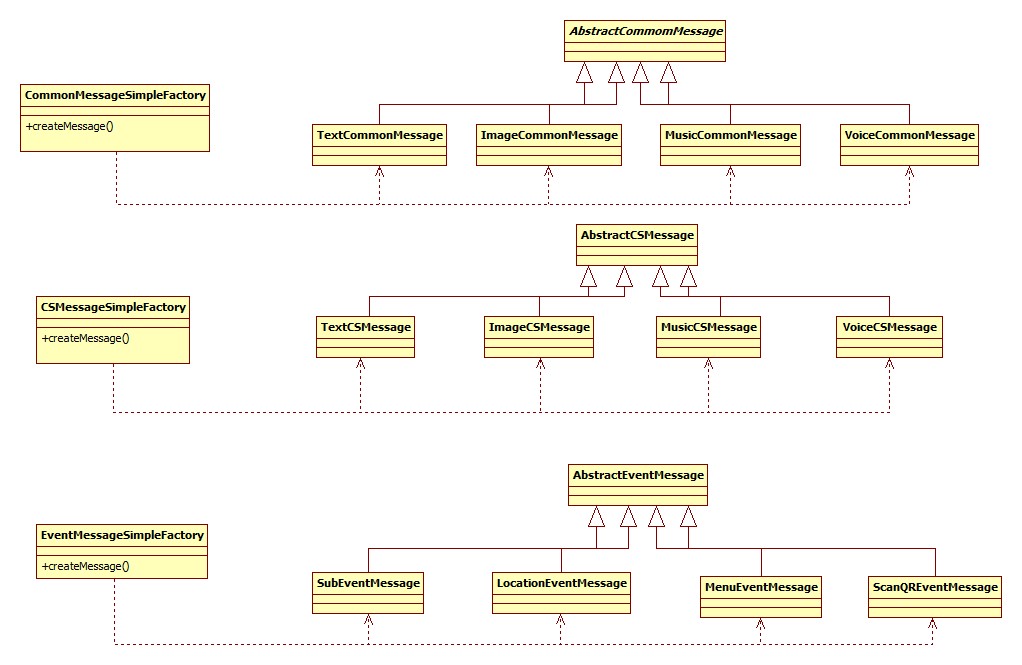 AbstractCommomMessage
CommonMessageSimpleFactory
+createMessage()
TextCommonMessage
ImageCommonMessage
MusicCommonMessage
VoiceCommonMessage
AbstractCSMessage
CSMessageSimpleFactory
+createMessage()
TextCSMessage
ImageCSMessage
MusicCSMessage
VoiceCSMessage
AbstractEventMessage
EventMessageSimpleFactory
+createMessage()
SubEventMessage
LocationEventMessage
MenuEventMessage
ScanQREventMessage